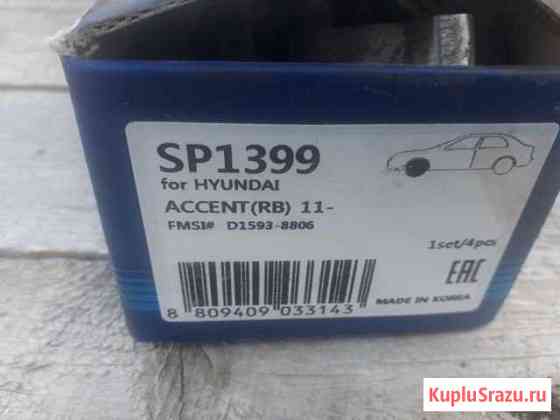 SP1399
for HYUNDAI
ACCENT(RB) 11-
FMSI# D1593-8806
1set/4pcs
EAC
MADE IN KOREA
8 809409 033143
KupluSrazu.ru